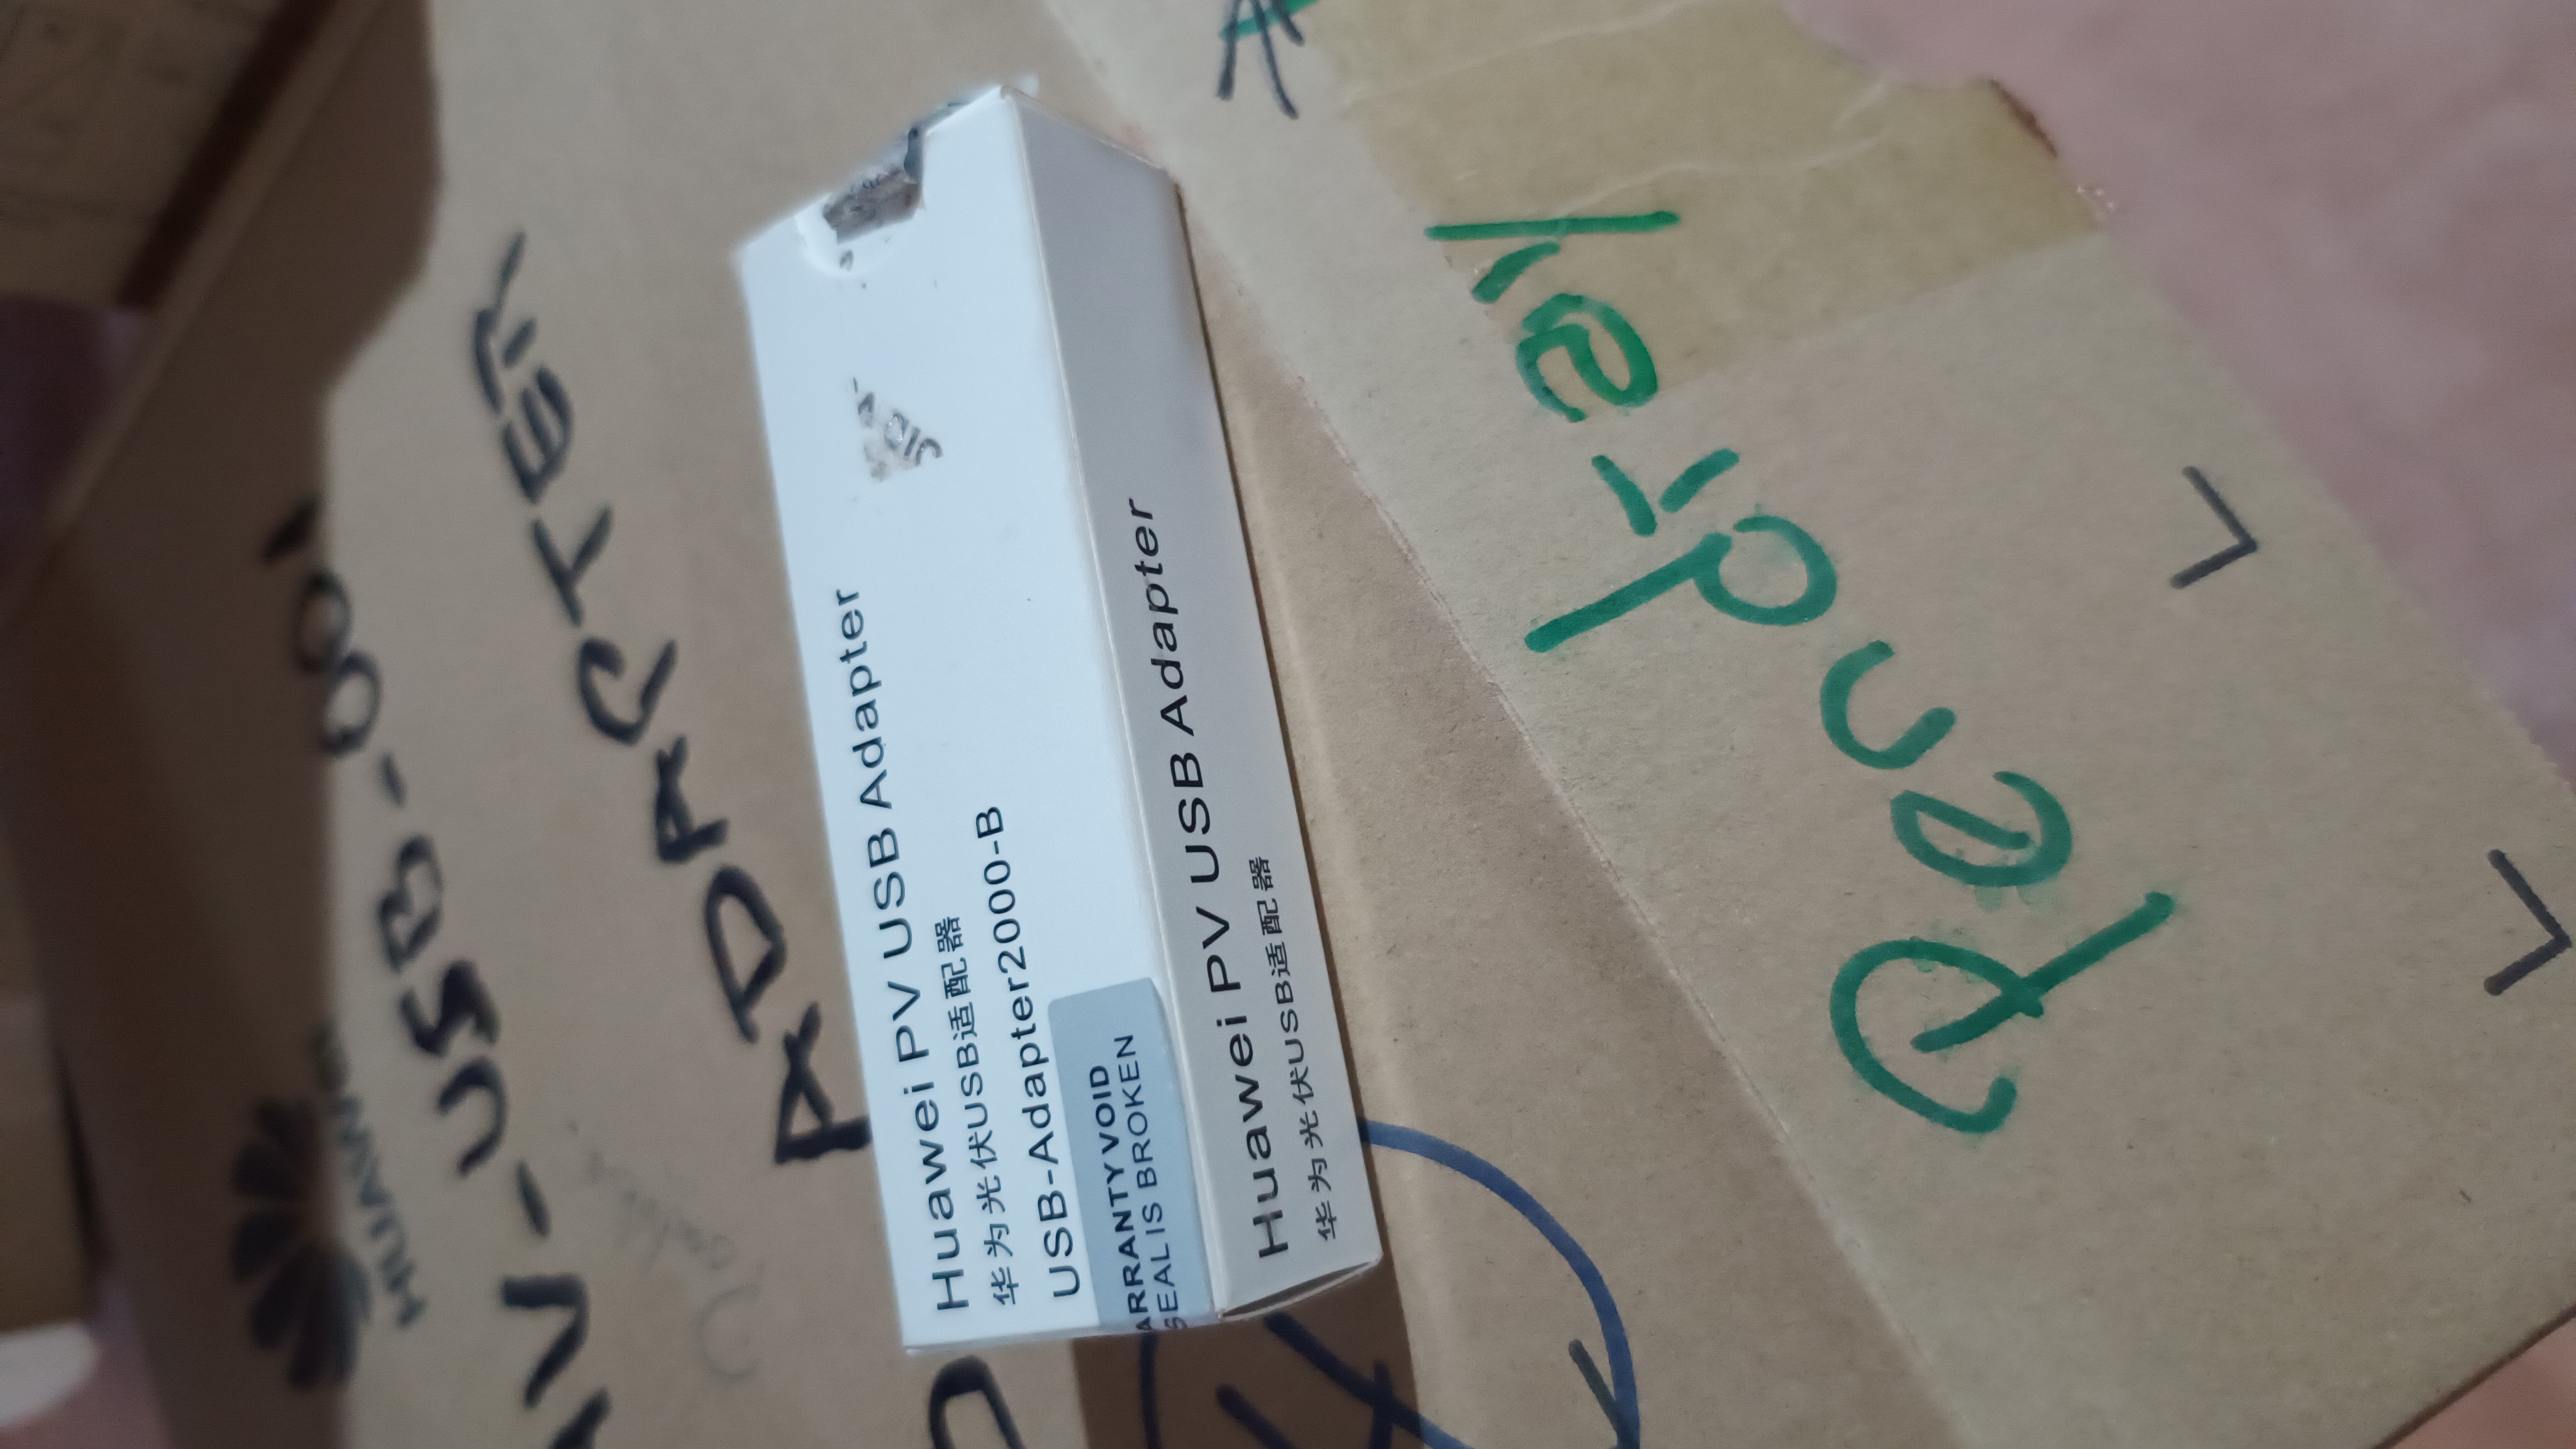 HUAWEI
V-USB-001
ADAPTER
Huawei PV USB Adapter
华为光伏USB适配器
USB-Adapter2000-B
ARRANTY VOID
SEAL IS BROKEN
Huawei PV USB Adapter
华为光伏USB适配器
Pendray